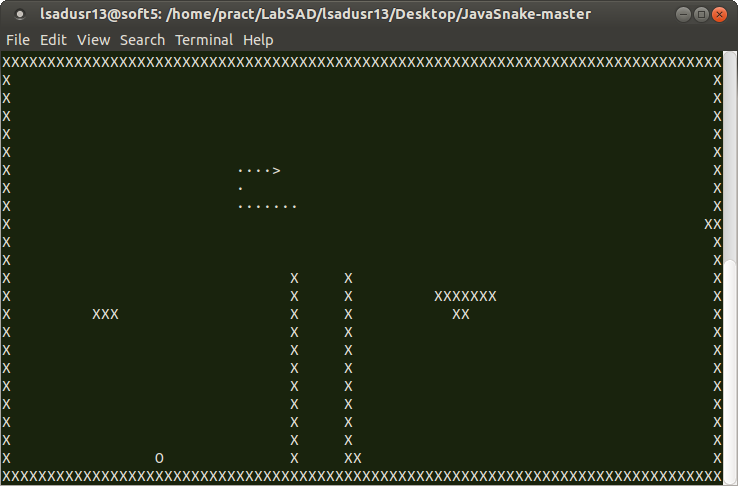 lsadusr13@soft5: /home/pract/LabSAD/lsadusr13/Desktop/JavaSnake-master
File Edit View Search Terminal Help
XXXXXXXXXXXXXXXXXXXXXXXXXXXXXXXXXXXXXXXXXXXXXXXXXXXXXXXXXXXXXXXXXXXXXXXXXXXXXXXX
X                                                                              X
X                                                                              X
X                                                                              X
X                                                                              X
X                                                                              X
X                         ····>                                                X
X                         ·                                                    X
X                         ·······                                              X
X                                                                             XX
X                                                                              X
X                                                                              X
X                               X     X                                        X
X                               X     X         XXXXXXX                        X
X         XXX                   X     X           XX                           X
X                               X     X                                        X
X                               X     X                                        X
X                               X     X                                        X
X                               X     X                                        X
X                               X     X                                        X
X                               X     X                                        X
X                               X     X                                        X
X                O              X     XX                                       X
XXXXXXXXXXXXXXXXXXXXXXXXXXXXXXXXXXXXXXXXXXXXXXXXXXXXXXXXXXXXXXXXXXXXXXXXXXXXXXXX